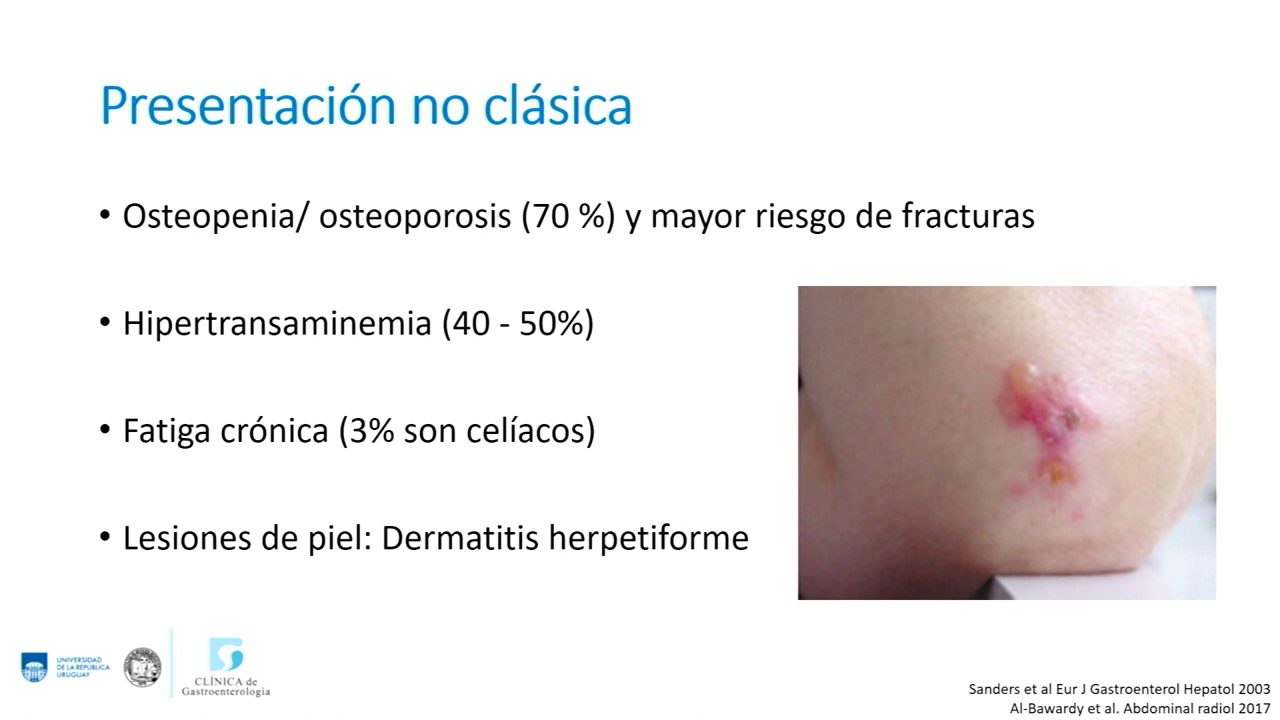 Presentación no clásica
• Osteopenia/ osteoporosis (70 %) y mayor riesgo de fracturas
• Hipertransaminemia (40 - 50%)
• Fatiga crónica (3% son celíacos)
• Lesiones de piel: Dermatitis herpetiforme
UNIVERSIDAD
DE LA REPÚBLICA
URUGUAY
CLÍNICA de
Gastroenterología
Sanders et al Eur J Gastroenterol Hepatol 2003
Al-Bawardy et al. Abdominal radiol 2017